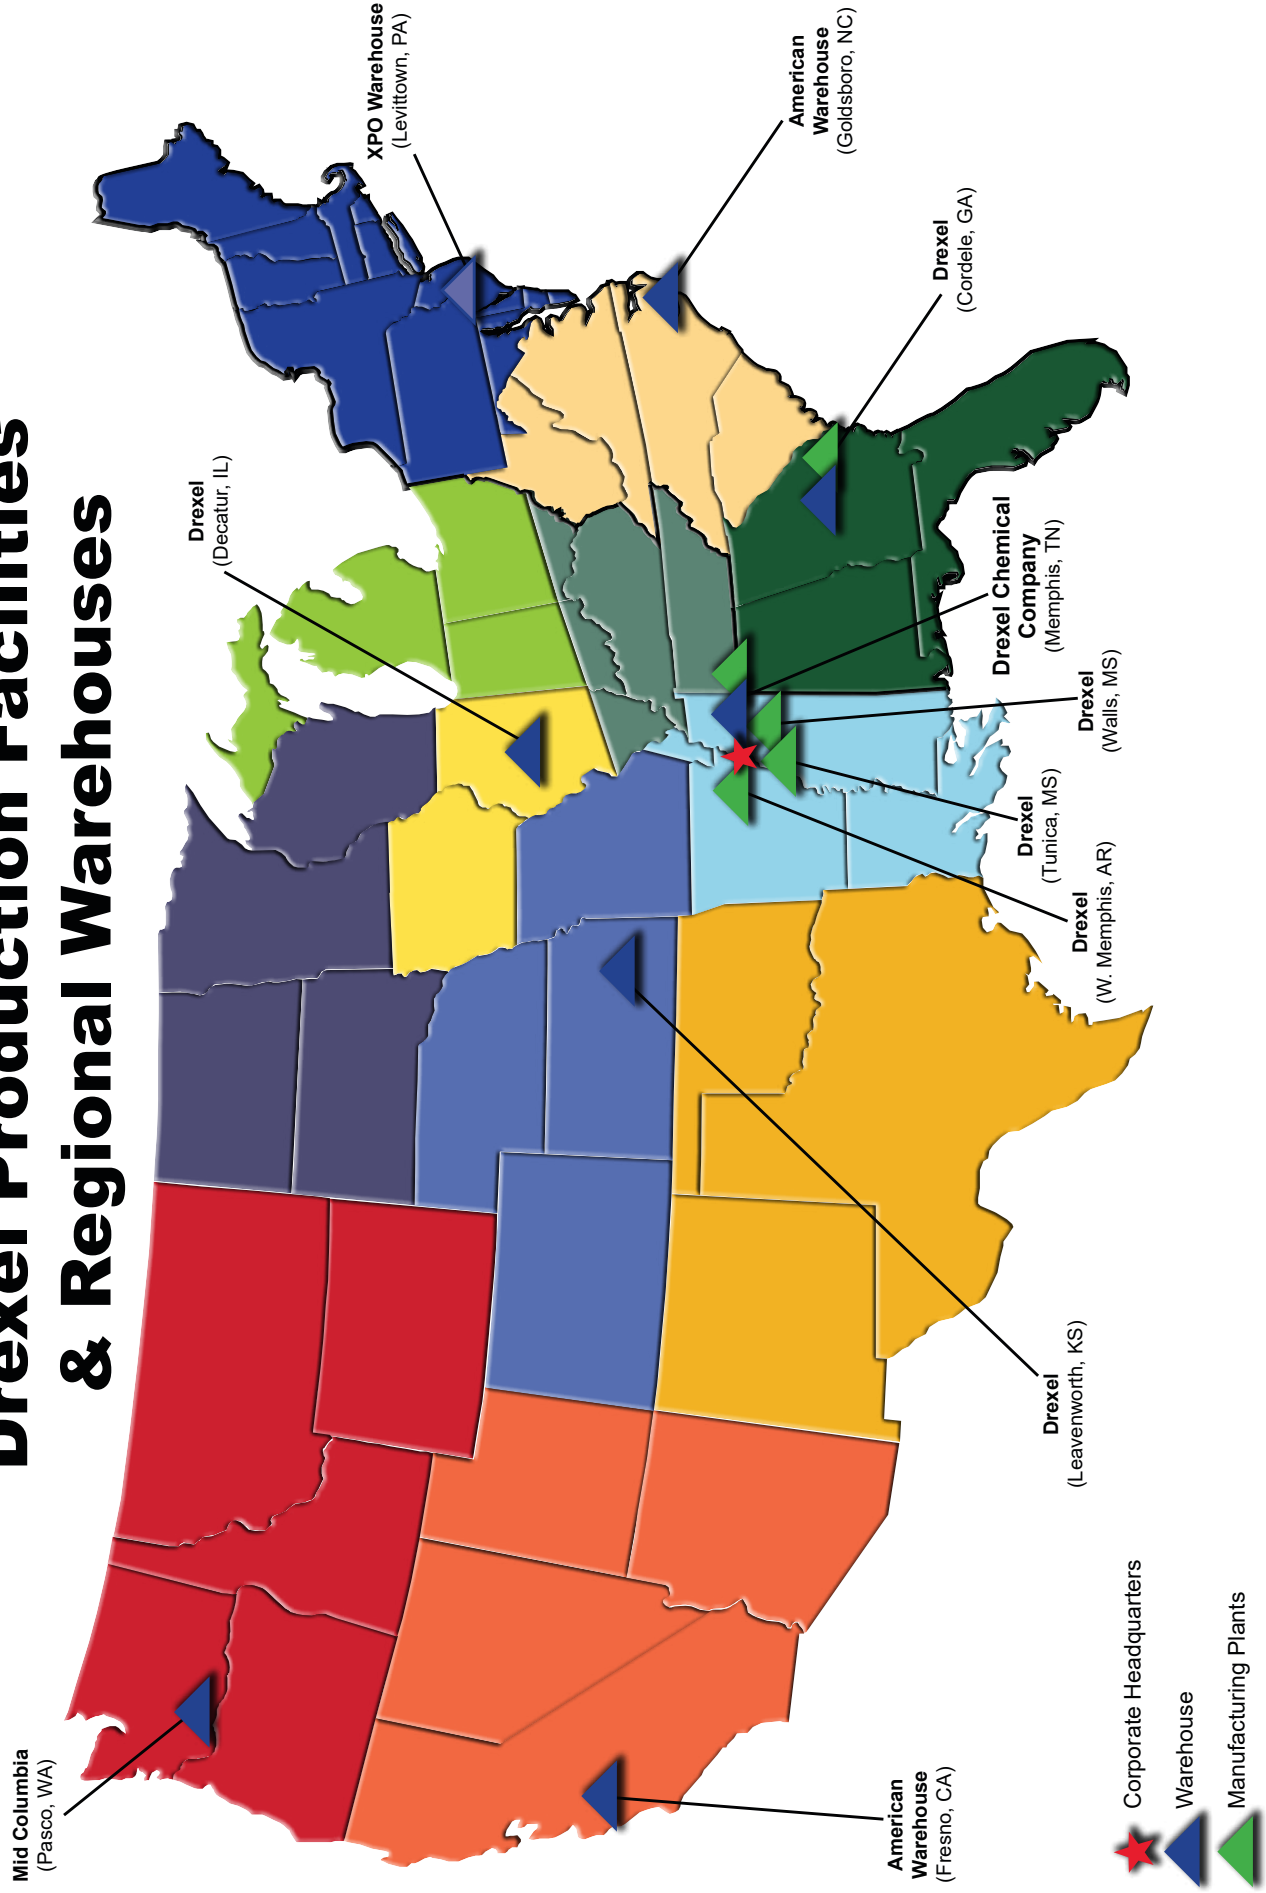 Drexel Production Facilities
& Regional Warehouses
Mid Columbia
(Pasco, WA)
Drexel
(Decatur, IL)
XPO Warehouse
(Levittown, PA)
American
Warehouse
(Goldsboro, NC)
Drexel
(Cordele, GA)
Drexel Chemical
Company
(Memphis, TN)
Drexel
(Walls, MS)
Drexel
(Tunica, MS)
Drexel
(W. Memphis, AR)
Drexel
(Leavenworth, KS)
American
Warehouse
(Fresno, CA)
Corporate Headquarters
Warehouse
Manufacturing Plants